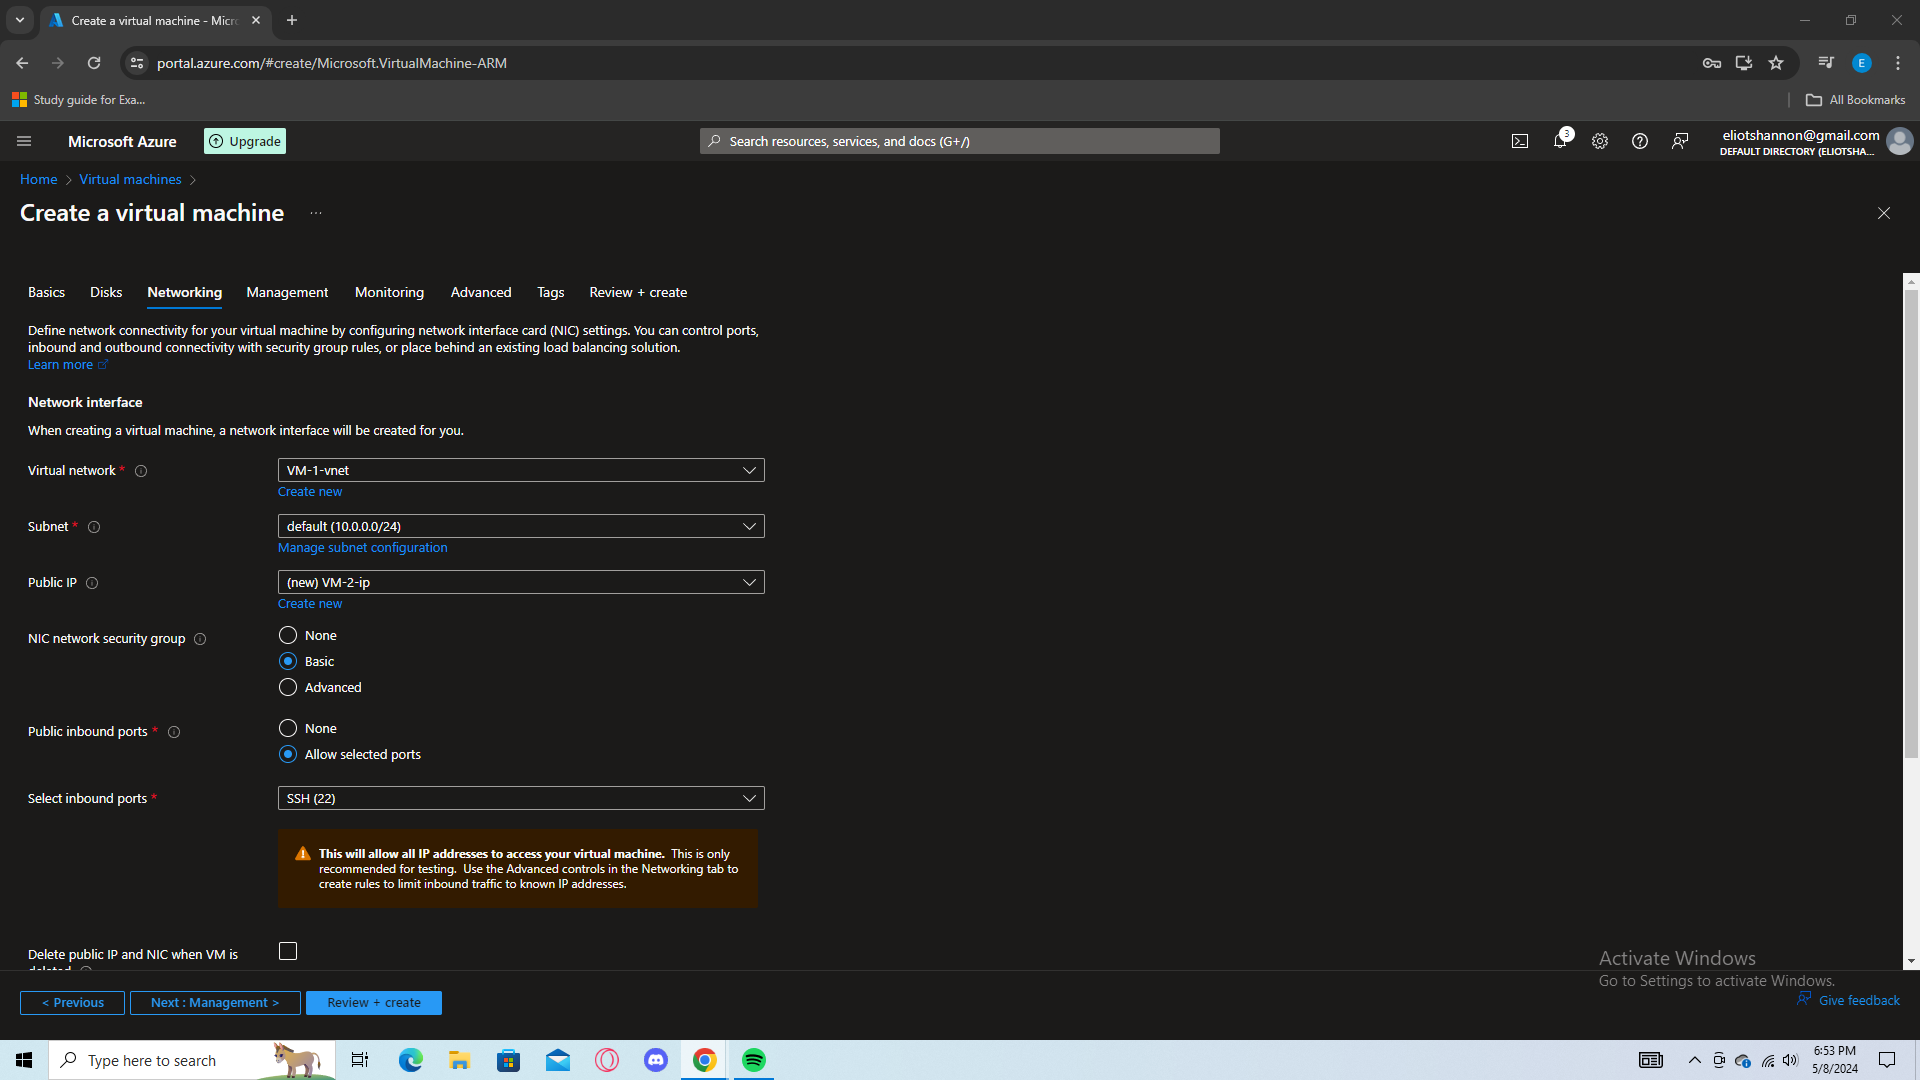 Create a virtual machine - Micr
portal.azure.com/#create/Microsoft.VirtualMachine-ARM
E
Study guide for Exa...
All Bookmarks
Microsoft Azure
Upgrade
Search resources, services, and docs (G+/)
3
eliotshannon@gmail.com
DEFAULT DIRECTORY (ELIOTSHA...
Home > Virtual machines >
Create a virtual machine ...
Basics Disks Networking Management Monitoring Advanced Tags Review + create
Define network connectivity for your virtual machine by configuring network interface card (NIC) settings. You can control ports,
inbound and outbound connectivity with security group rules, or place behind an existing load balancing solution.
Learn more
Network interface
When creating a virtual machine, a network interface will be created for you.
Virtual network * VM-1-vnet
Create new
Subnet * default (10.0.0.0/24)
Manage subnet configuration
Public IP (new) VM-2-ip
Create new
NIC network security group
None
Basic
Advanced
Public inbound ports *
None
Allow selected ports
Select inbound ports * SSH (22)
This will allow all IP addresses to access your virtual machine. This is only
recommended for testing. Use the Advanced controls in the Networking tab to
create rules to limit inbound traffic to known IP addresses.
Delete public IP and NIC when VM is
deleted
Activate Windows
Go to Settings to activate Windows.
< Previous Next : Management > Review + create
Give feedback
Type here to search
6:53 PM
5/8/2024